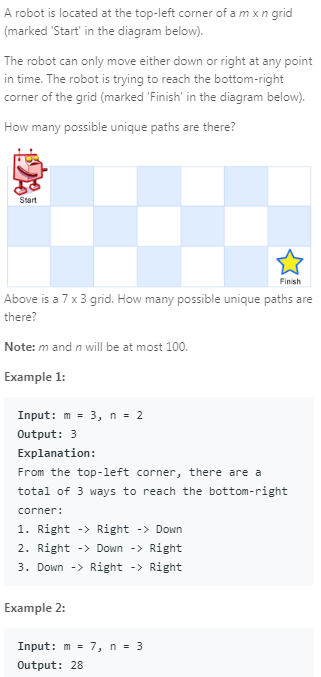 A robot is located at the top-left corner of a m x n grid
(marked 'Start' in the diagram below).
The robot can only move either down or right at any point
in time. The robot is trying to reach the bottom-right
corner of the grid (marked 'Finish' in the diagram below).
How many possible unique paths are there?
Start
Finish
Above is a 7 x 3 grid. How many possible unique paths are
there?
Note: m and n will be at most 100.
Example 1:
Input: m = 3, n = 2
Output: 3
Explanation:
From the top-left corner, there are a
total of 3 ways to reach the bottom-right
corner:
1. Right -> Right -> Down
2. Right -> Down -> Right
3. Down -> Right -> Right
Example 2:
Input: m = 7, n = 3
Output: 28